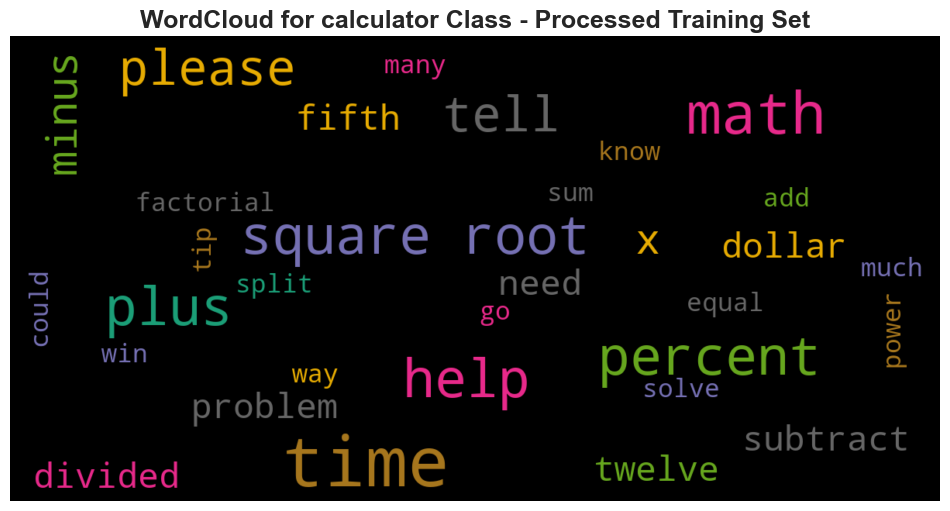 WordCloud for calculator Class - Processed Training Set
minus
please
many
fifth
tell
math
know
factorial
sum
add
tip
square root
x
dollar
much
could
plus
split
need
go
equal
power
win
way
help
percent
solve
problem
time
subtract
divided
twelve